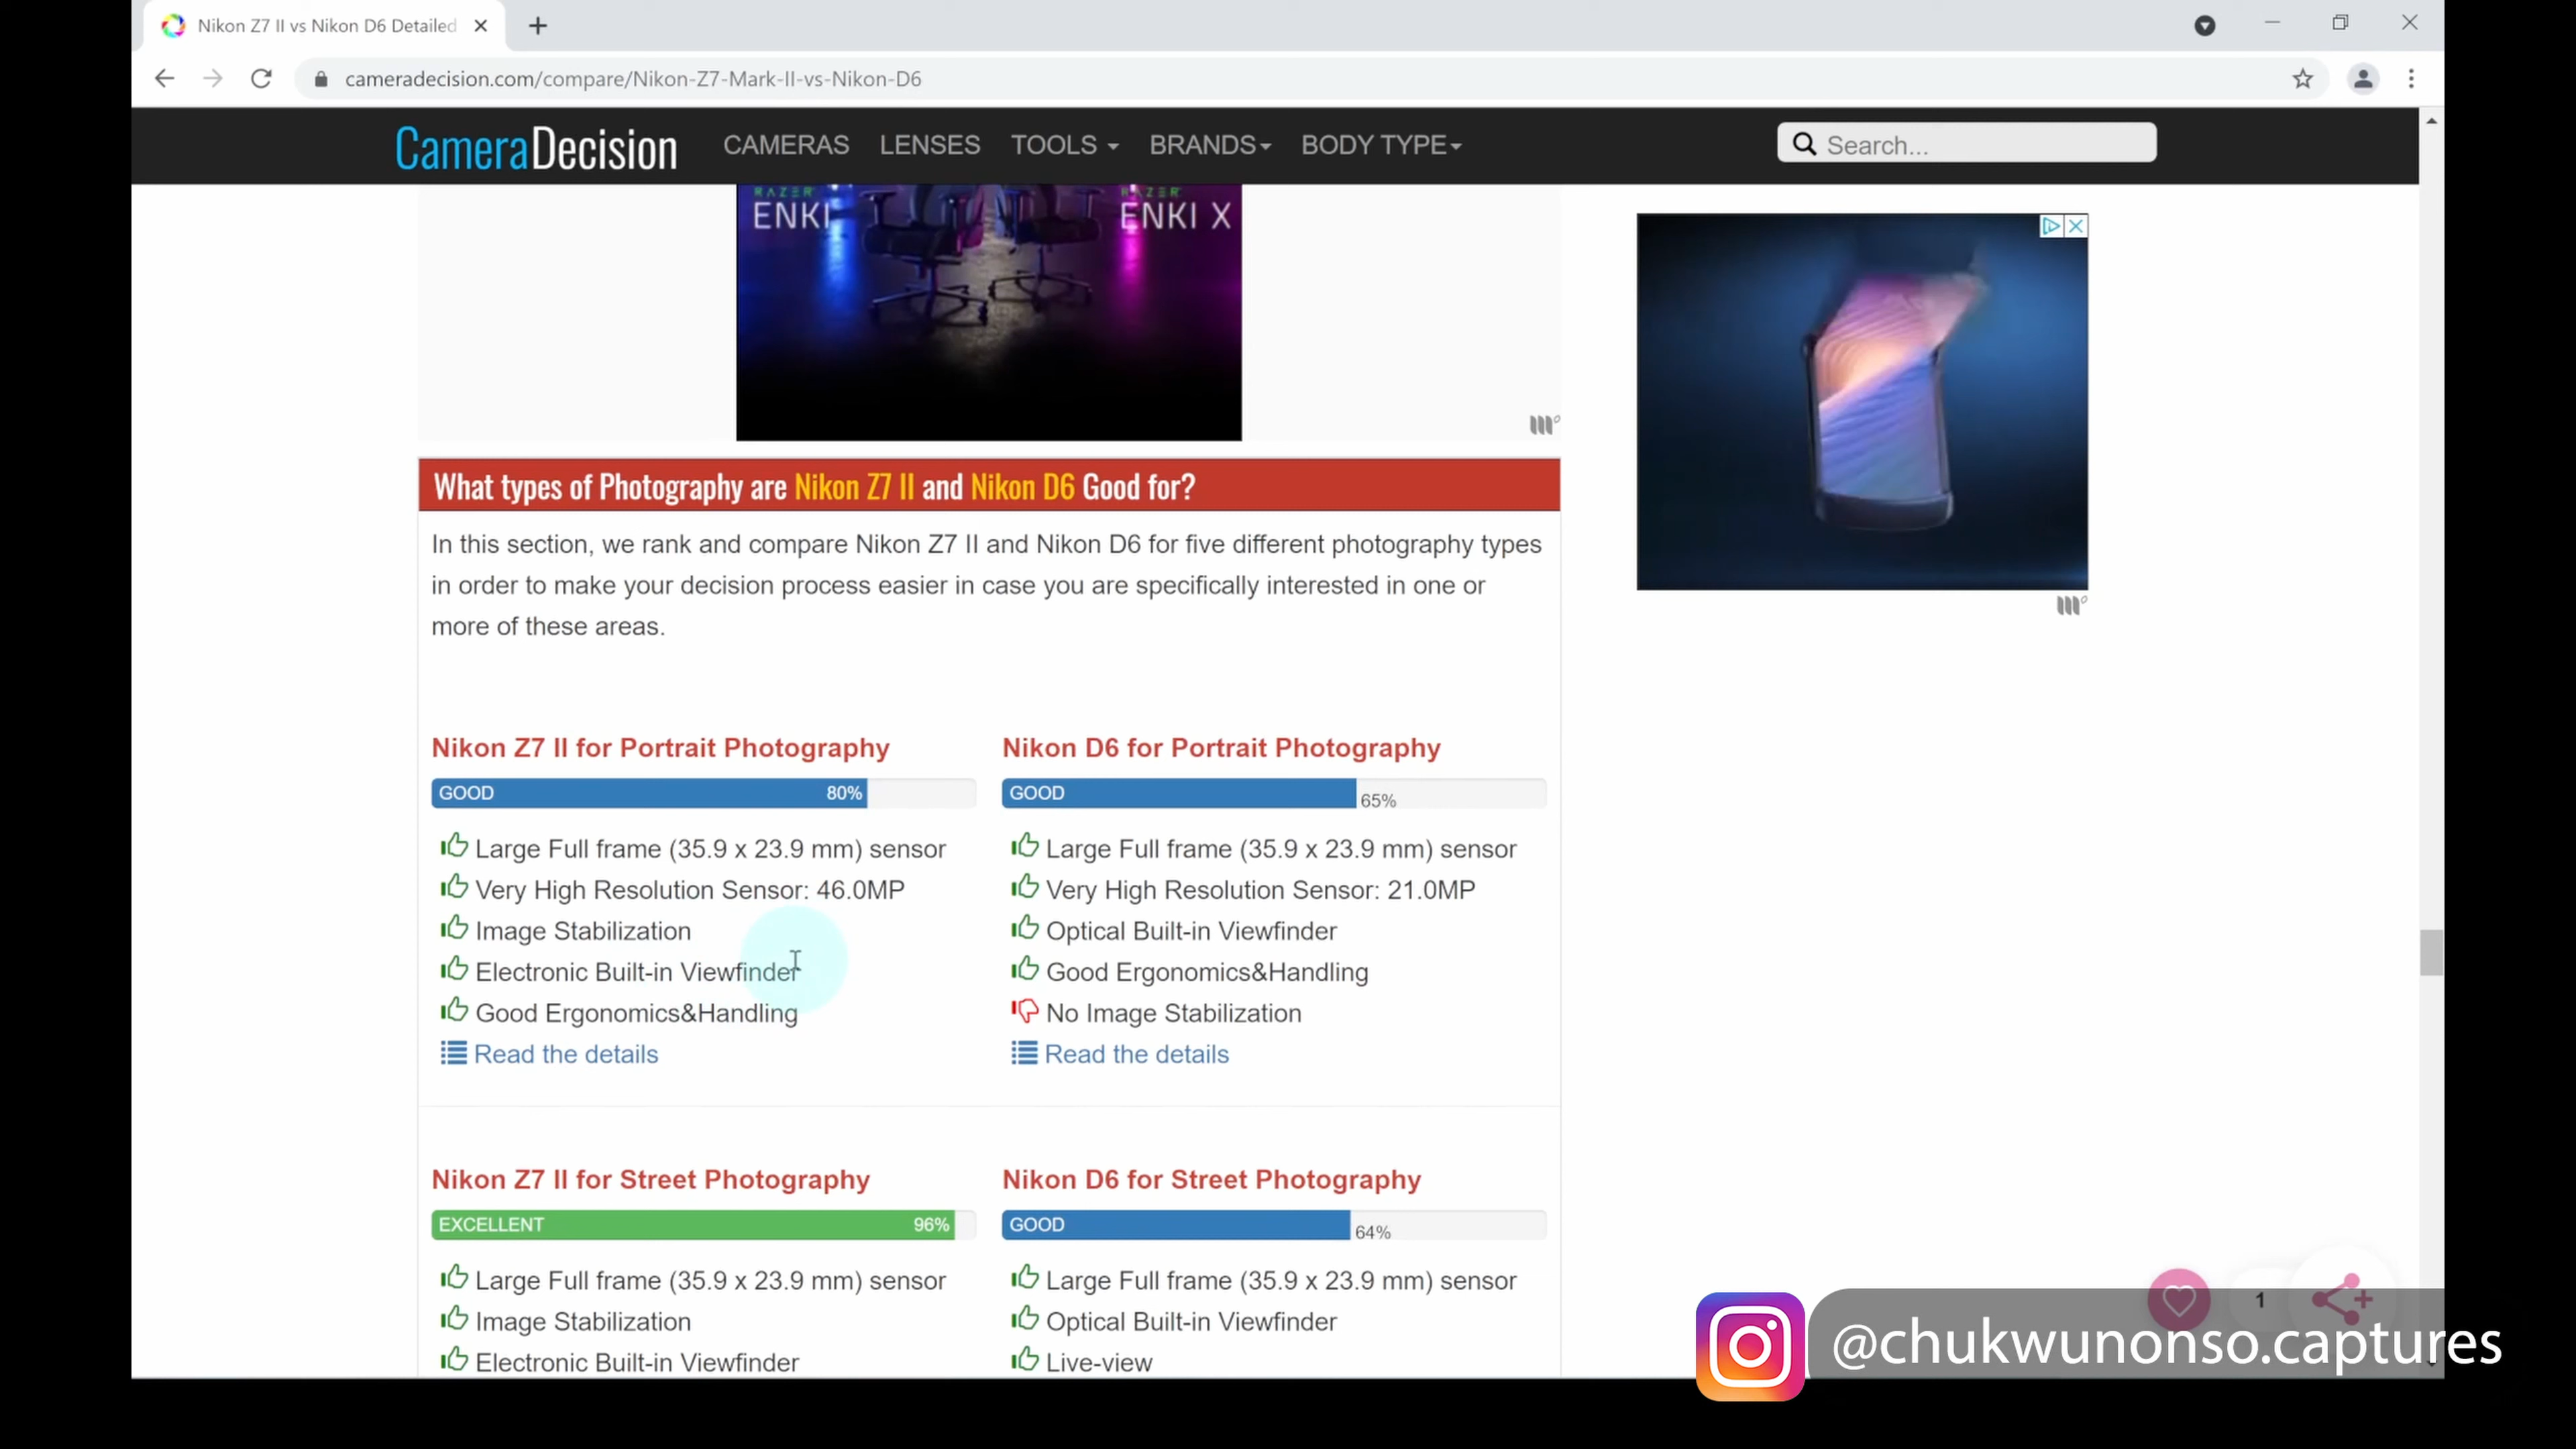 Nikon Z7 II vs Nikon D6 Detailed
cameradecision.com/compare/Nikon-Z7-Mark-II-vs-Nikon-D6
CameraDecision CAMERAS LENSES TOOLS BRANDS BODY TYPE Search...
RAZER RAZER
ENKI ENKI X
What types of Photography are Nikon Z7 II and Nikon D6 Good for?
In this section, we rank and compare Nikon Z7 II and Nikon D6 for five different photography types
in order to make your decision process easier in case you are specifically interested in one or
more of these areas.
Nikon Z7 II for Portrait Photography
GOOD 80%
Large Full frame (35.9 x 23.9 mm) sensor
Very High Resolution Sensor: 46.0MP
Image Stabilization
Electronic Built-in Viewfinder
Good Ergonomics&Handling
Read the details
Nikon D6 for Portrait Photography
GOOD 65%
Large Full frame (35.9 x 23.9 mm) sensor
Very High Resolution Sensor: 21.0MP
Optical Built-in Viewfinder
Good Ergonomics&Handling
No Image Stabilization
Read the details
Nikon Z7 II for Street Photography
EXCELLENT 96%
Large Full frame (35.9 x 23.9 mm) sensor
Image Stabilization
Electronic Built-in Viewfinder
Nikon D6 for Street Photography
GOOD 64%
Large Full frame (35.9 x 23.9 mm) sensor
Optical Built-in Viewfinder
Live-view
1
@chukwunonso.captures